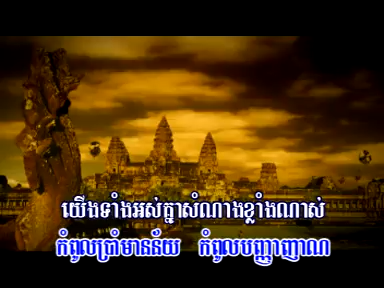 យើងទាំងអស់គ្នាសំណាងខ្លាំងណាស់
កំពូលប្រាំមានន័យ កំពូលបញ្ញាញាណ